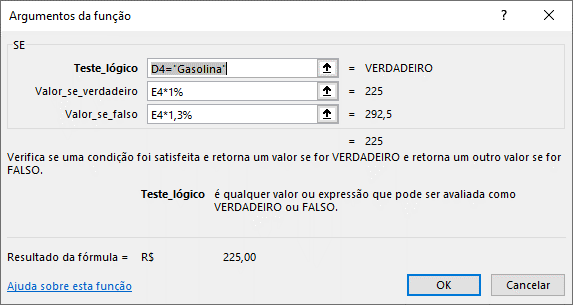 Argumentos da função ? ×
SE
Teste_lógico D4="Gasolina" = VERDADEIRO
Valor_se_verdadeiro E4*1% = 225
Valor_se_falso E4*1,3% = 292,5
= 225
Verifica se uma condição foi satisfeita e retorna um valor se for VERDADEIRO e retorna um outro valor se for
FALSO.
Teste_lógico é qualquer valor ou expressão que pode ser avaliada como
VERDADEIRO ou FALSO.
Resultado da fórmula = R$ 225,00
Ajuda sobre esta função OK Cancelar